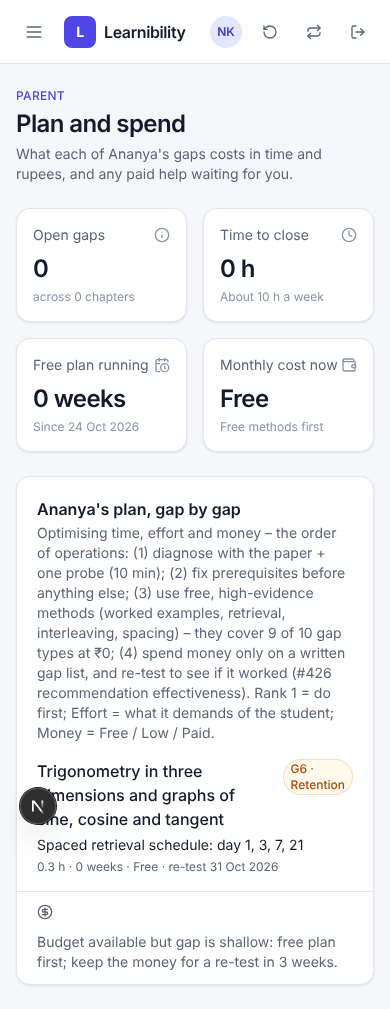 L Learnibility NK
PARENT
Plan and spend
What each of Ananya's gaps costs in time and
rupees, and any paid help waiting for you.
Open gaps
0
across 0 chapters
Time to close
0 h
About 10 h a week
Free plan running
0 weeks
Since 24 Oct 2026
Monthly cost now
Free
Free methods first
Ananya's plan, gap by gap
Optimising time, effort and money – the order
of operations: (1) diagnose with the paper +
one probe (10 min); (2) fix prerequisites before
anything else; (3) use free, high-evidence
methods (worked examples, retrieval,
interleaving, spacing) – they cover 9 of 10 gap
types at ₹0; (4) spend money only on a written
gap list, and re-test to see if it worked (#426
recommendation effectiveness). Rank 1 = do
first; Effort = what it demands of the student;
Money = Free / Low / Paid.
Trigonometry in three
dimensions and graphs of
sine, cosine and tangent
G6 ·
Retention
N
Spaced retrieval schedule: day 1, 3, 7, 21
0.3 h · 0 weeks · Free · re-test 31 Oct 2026
Budget available but gap is shallow: free plan
first; keep the money for a re-test in 3 weeks.